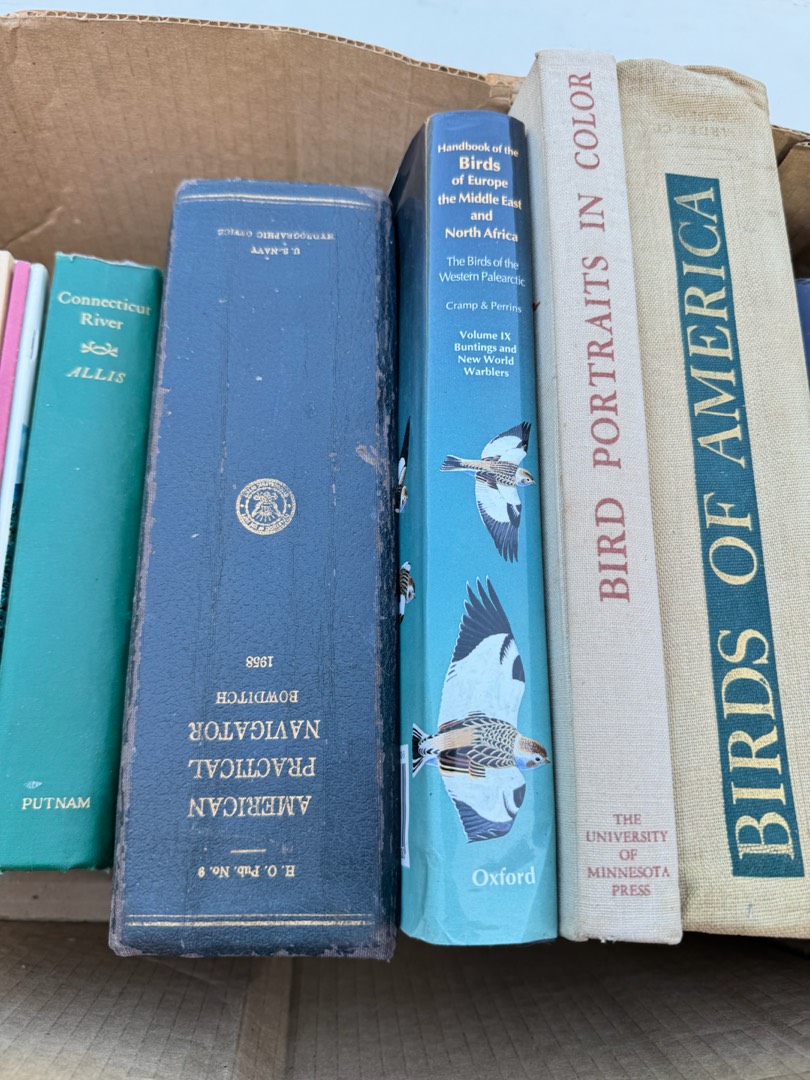 Connecticut
River
ALLIS
PUTNAM
H. O. Pub. No. 9
AMERICAN
PRACTICAL
NAVIGATOR
BOWDITCH
1958
U. S. NAVY
HYDROGRAPHIC OFFICE
Handbook of the
Birds
of Europe
the Middle East
and
North Africa
The Birds of the
Western Palearctic
Cramp & Perrins
Volume IX
Buntings and
New World
Warblers
Oxford
BIRD PORTRAITS IN COLOR
THE
UNIVERSITY
OF
MINNESOTA
PRESS
BIRDS OF AMERICA